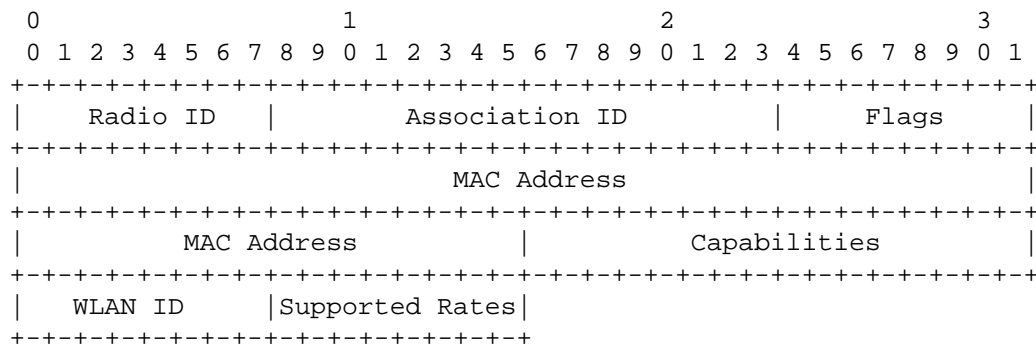 0                   1                   2                   3
 0 1 2 3 4 5 6 7 8 9 0 1 2 3 4 5 6 7 8 9 0 1 2 3 4 5 6 7 8 9 0 1
+-+-+-+-+-+-+-+-+-+-+-+-+-+-+-+-+-+-+-+-+-+-+-+-+-+-+-+-+-+-+-+-+
|    Radio ID   |        Association ID         |     Flags     |
+-+-+-+-+-+-+-+-+-+-+-+-+-+-+-+-+-+-+-+-+-+-+-+-+-+-+-+-+-+-+-+-+
|                           MAC Address                         |
+-+-+-+-+-+-+-+-+-+-+-+-+-+-+-+-+-+-+-+-+-+-+-+-+-+-+-+-+-+-+-+-+
|          MAC Address          |          Capabilities         |
+-+-+-+-+-+-+-+-+-+-+-+-+-+-+-+-+-+-+-+-+-+-+-+-+-+-+-+-+-+-+-+-+
|   WLAN ID     |Supported Rates|
+-+-+-+-+-+-+-+-+-+-+-+-+-+-+-+-+